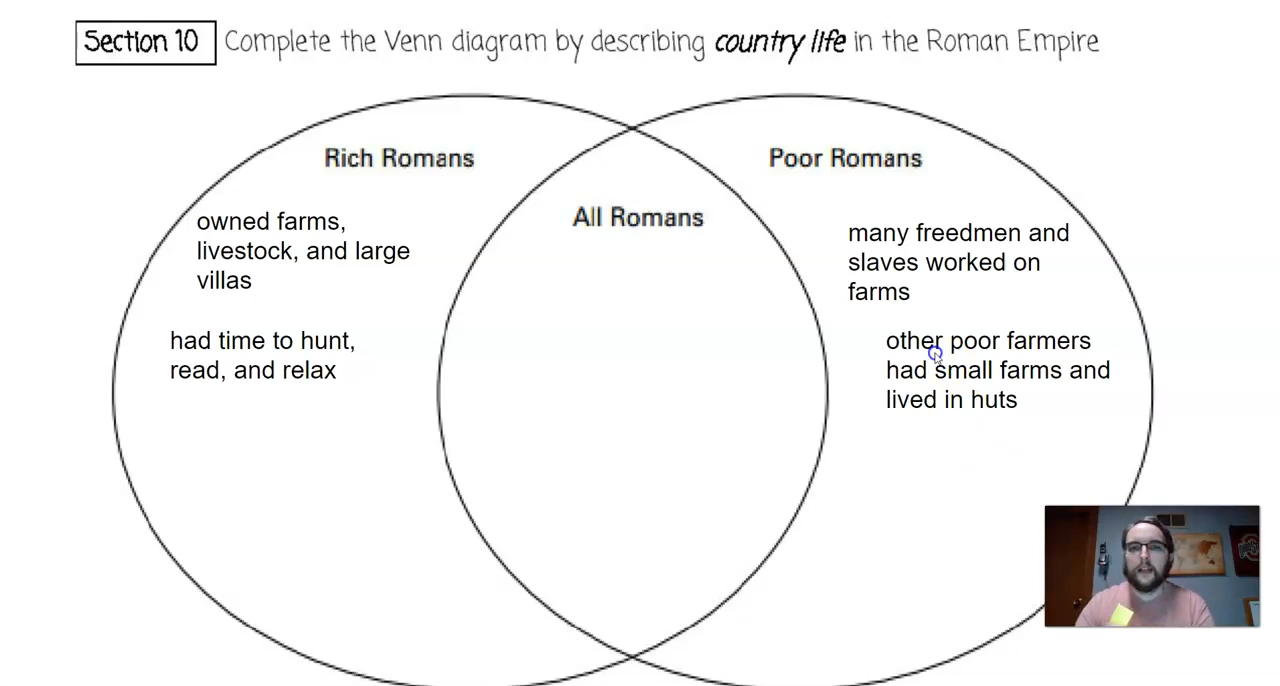 Section 10 Complete the Venn diagram by describing country life in the Roman Empire
Rich Romans
Poor Romans
All Romans
owned farms,
livestock, and large
villas
had time to hunt,
read, and relax
many freedmen and
slaves worked on
farms
other poor farmers
had small farms and
lived in huts